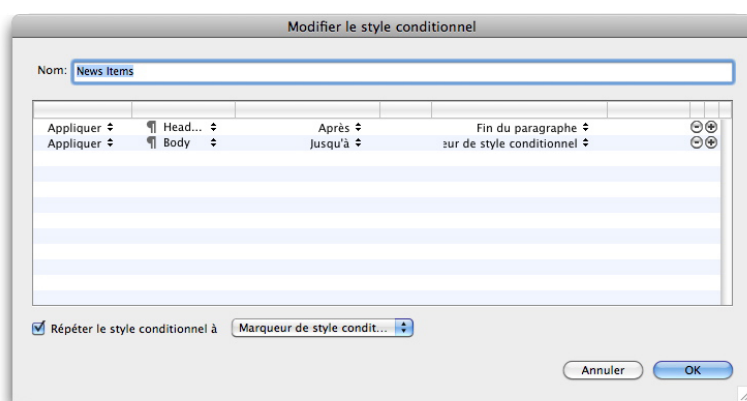 Modifier le style conditionnel
Nom: News Items
Appliquer ¶ Head... Après Fin du paragraphe
Appliquer ¶ Body Jusqu'à eur de style conditionnel
Répéter le style conditionnel à Marqueur de style condit...
Annuler OK